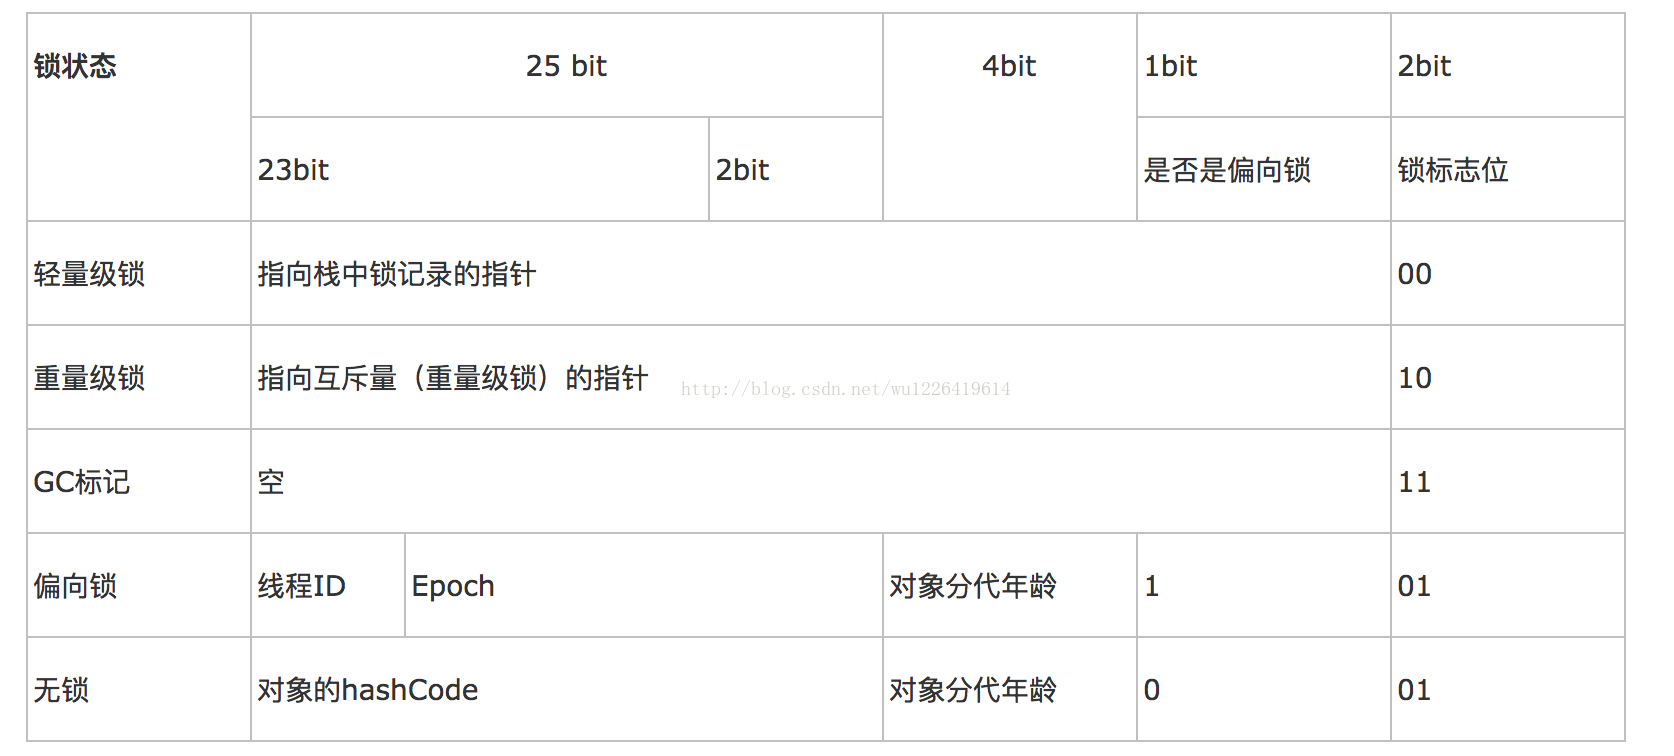 锁状态 25 bit 4bit 1bit 2bit
23bit 2bit 是否是偏向锁 锁标志位
轻量级锁 指向栈中锁记录的指针 00
重量级锁 指向互斥量（重量级锁）的指针 10
http://blog.csdn.net/wu1226419614
GC标记 空 11
偏向锁 线程ID Epoch 对象分代年龄 1 01
无锁 对象的hashCode 对象分代年龄 0 01